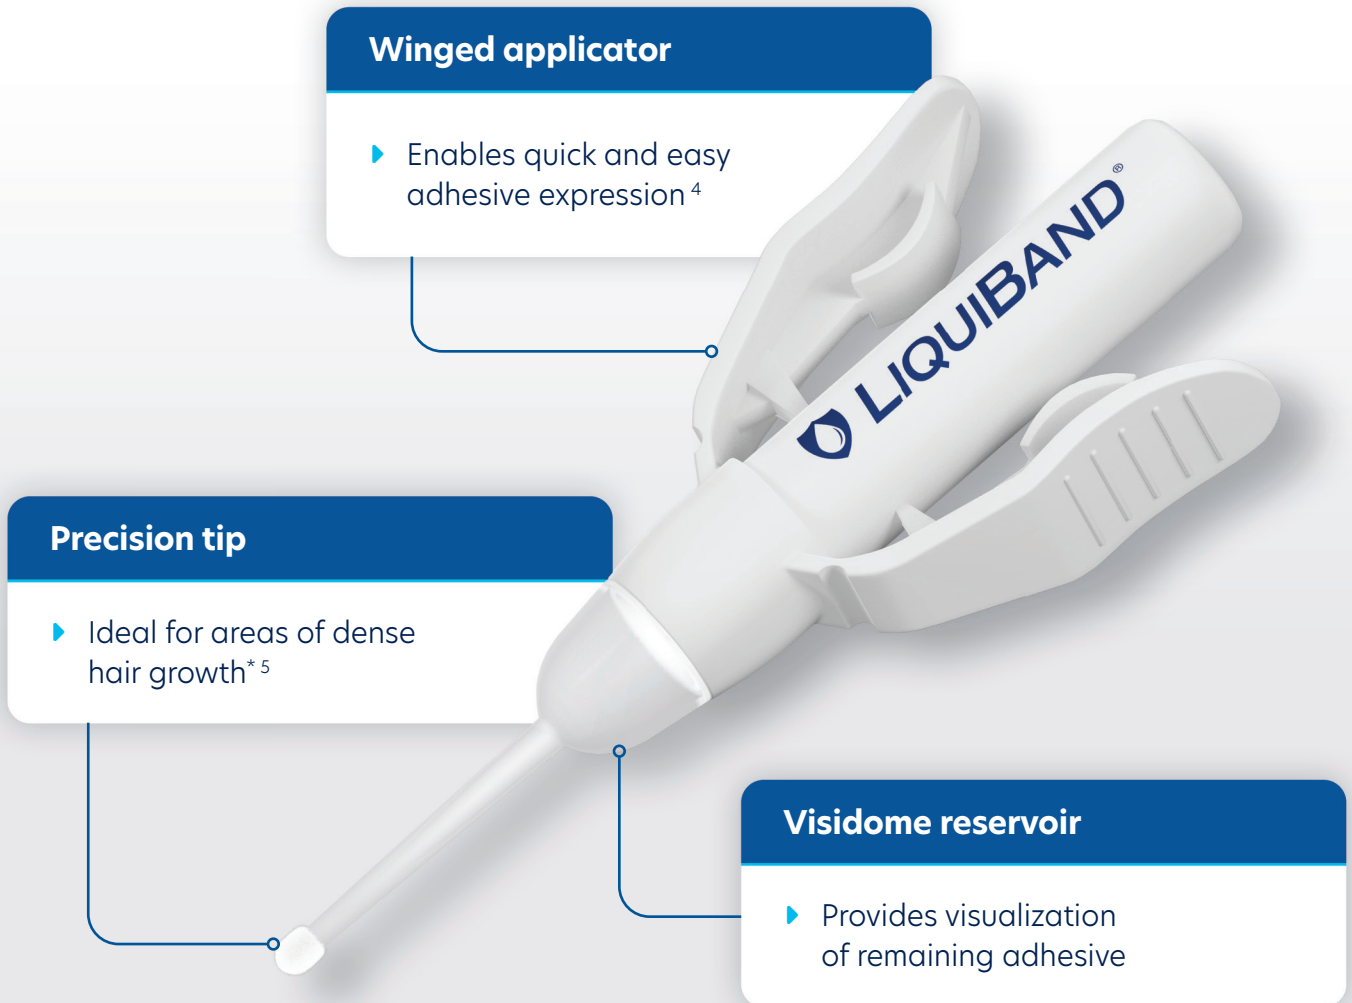 Winged applicator
Enables quick and easy
adhesive expression 4
LIQUIBAND®
Precision tip
Ideal for areas of dense
hair growth* 5
Visidome reservoir
Provides visualization
of remaining adhesive